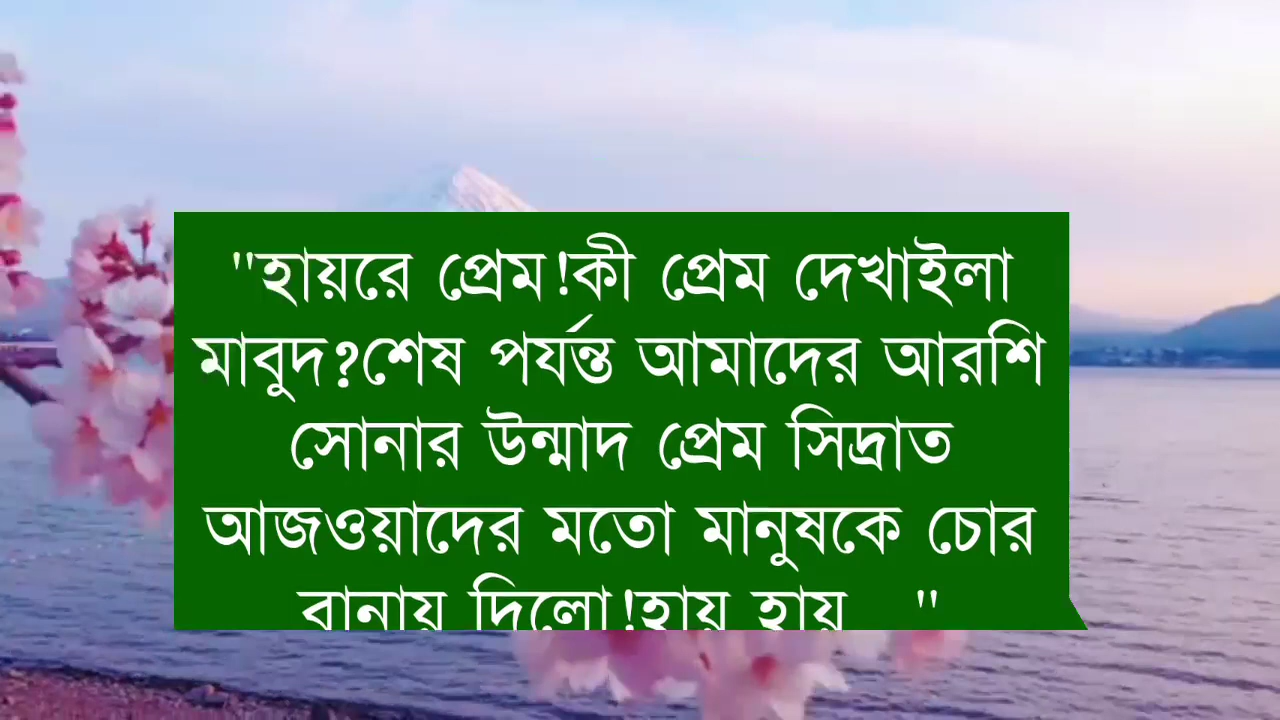 "হায়রে প্রেম!কী প্রেম দেখাইলা
মাবুদ?শেষ পর্যন্ত আমাদের আরশি
সোনার উন্মাদ প্রেম সিদ্রাত
আজওয়াদের মতো মানুষকে চোর
বানায় দিলো!হায় হায় "